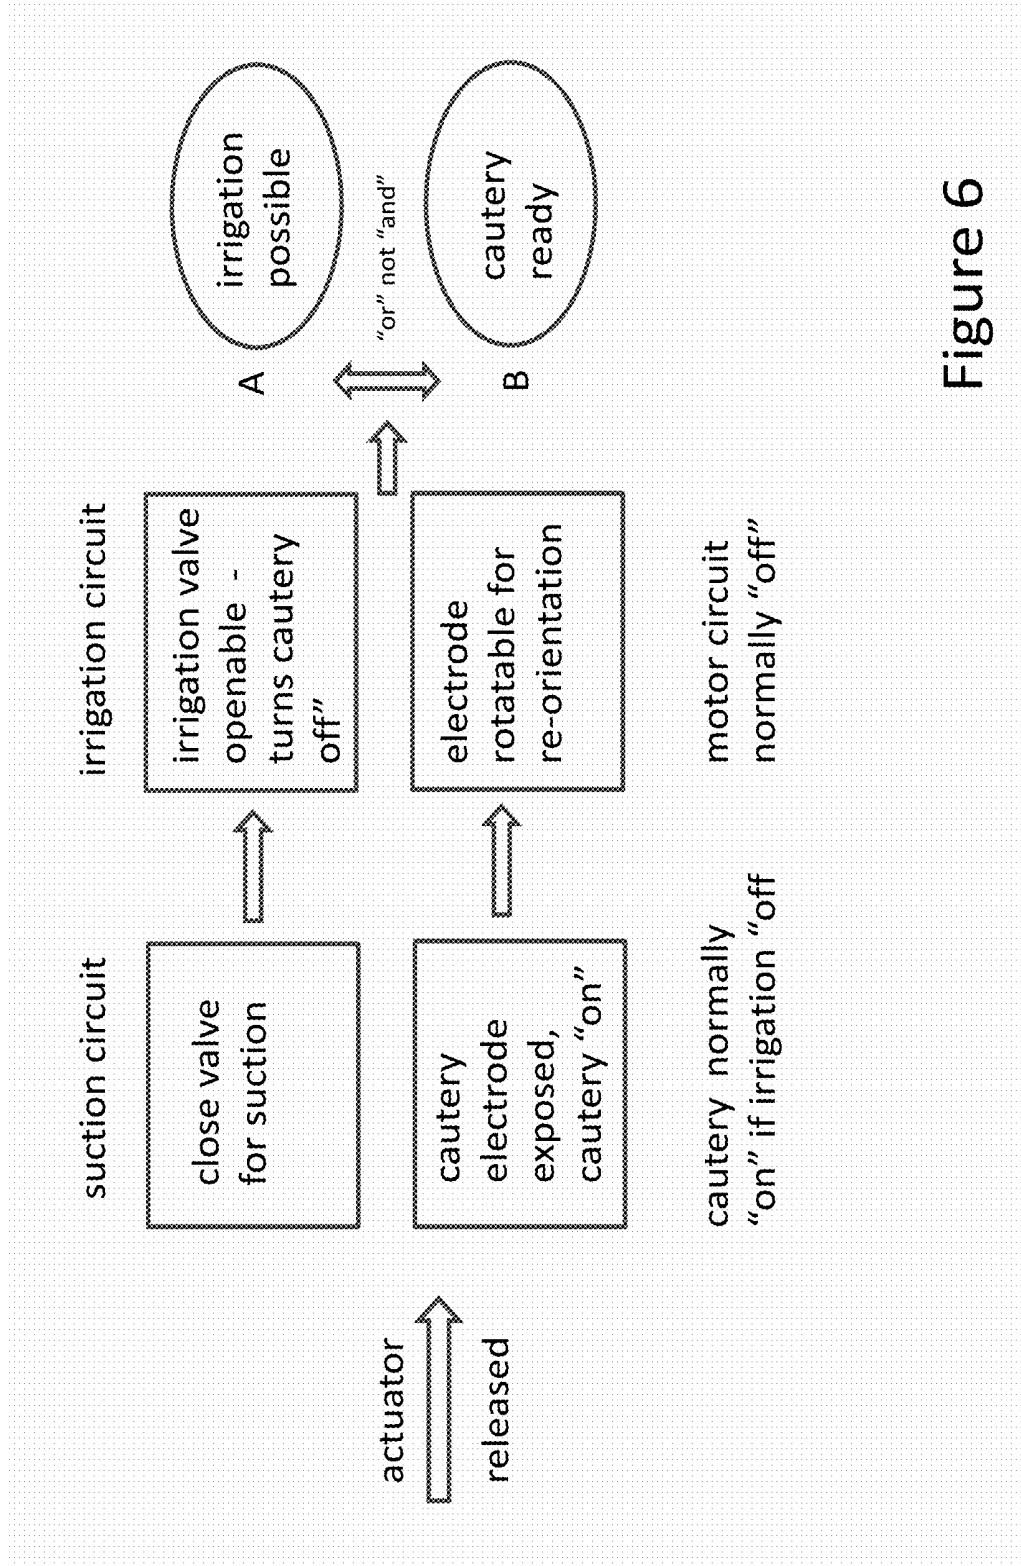 actuator
released
suction circuit
close valve
for suction
cautery
electrode
exposed,
cautery “on”
cautery normally
“on” if irrigation “off
irrigation circuit
irrigation valve
openable -
turns cautery
off”
electrode
rotatable for
re-orientation
motor circuit
normally “off”
A
irrigation
possible
“or” not “and”
B
cautery
ready
Figure 6